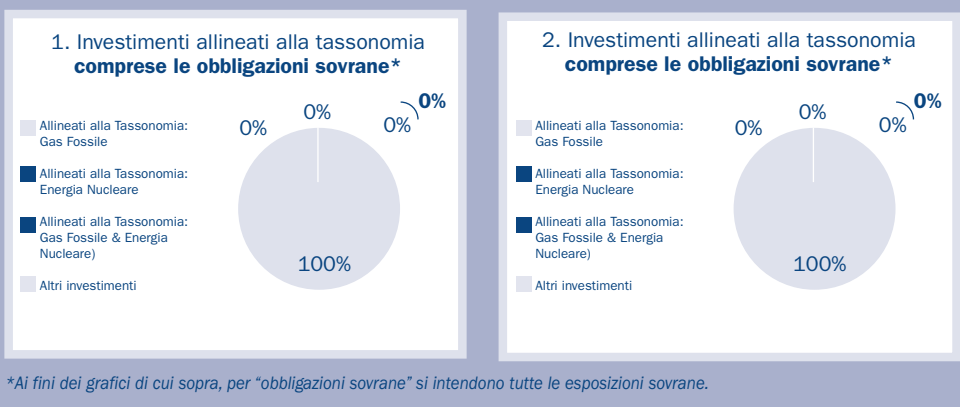 1. Investimenti allineati alla tassonomia
comprese le obbligazioni sovrane*
0%
0%
0%
0%
Allineati alla Tassonomia:
Gas Fossile
Allineati alla Tassonomia:
Energia Nucleare
Allineati alla Tassonomia:
Gas Fossile & Energia
Nucleare)
Altri investimenti
100%
2. Investimenti allineati alla tassonomia
comprese le obbligazioni sovrane*
0%
0%
0%
0%
Allineati alla Tassonomia:
Gas Fossile
Allineati alla Tassonomia:
Energia Nucleare
Allineati alla Tassonomia:
Gas Fossile & Energia
Nucleare)
Altri investimenti
100%
*Ai fini dei grafici di cui sopra, per “obbligazioni sovrane” si intendono tutte le esposizioni sovrane.